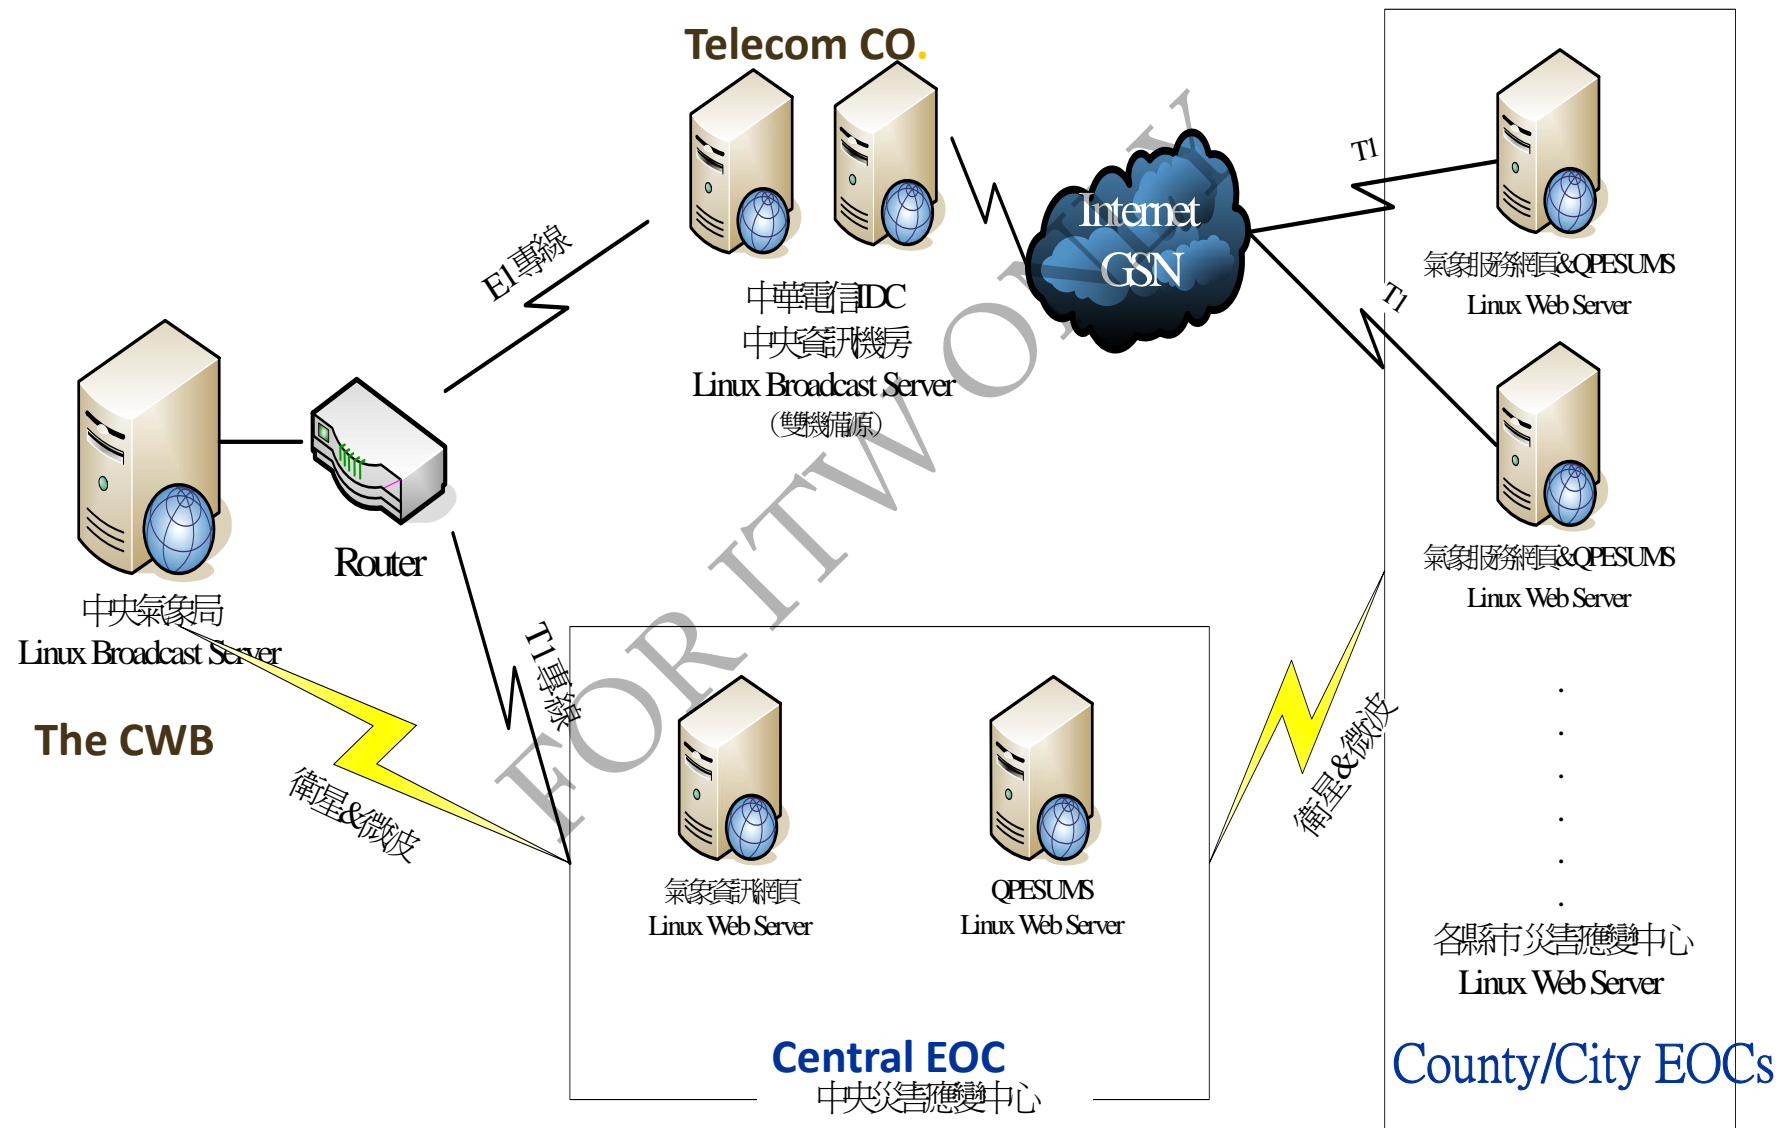 Telecom CO.
E1專線
中華電信IDC
中央資訊機房
Linux Broadcast Server
(雙機備源)
Internet
GSN
T1
T1
氣象服務網頁&QPESUMS
Linux Web Server
氣象服務網頁&QPESUMS
Linux Web Server
.
.
.
.
.
.
各縣市災害應變中心
Linux Web Server
County/City EOCs
Router
中央氣象局
Linux Broadcast Server
The CWB
衛星&微波
T1專線
氣象資訊網頁
Linux Web Server
QPESUMS
Linux Web Server
衛星&微波
Central EOC
中央災害應變中心
FOR ITW ONLY